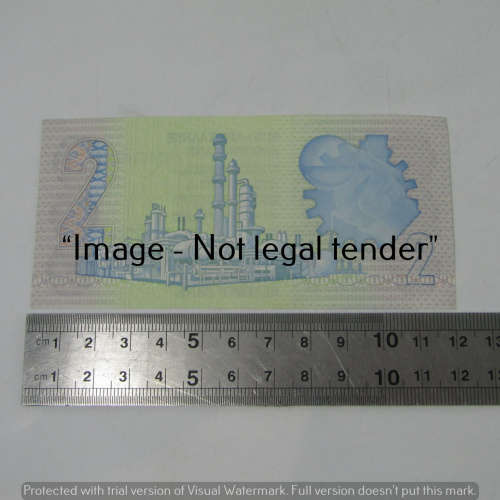 2
"Image - Not legal tender"
2
cm 1 2 3 4 5 6 7 8 9 10 11 12 13
cm 1 2 3 4 5 6 7 8 9 10 11 12
Protected with trial version of Visual Watermark. Full version doesn't put this mark.